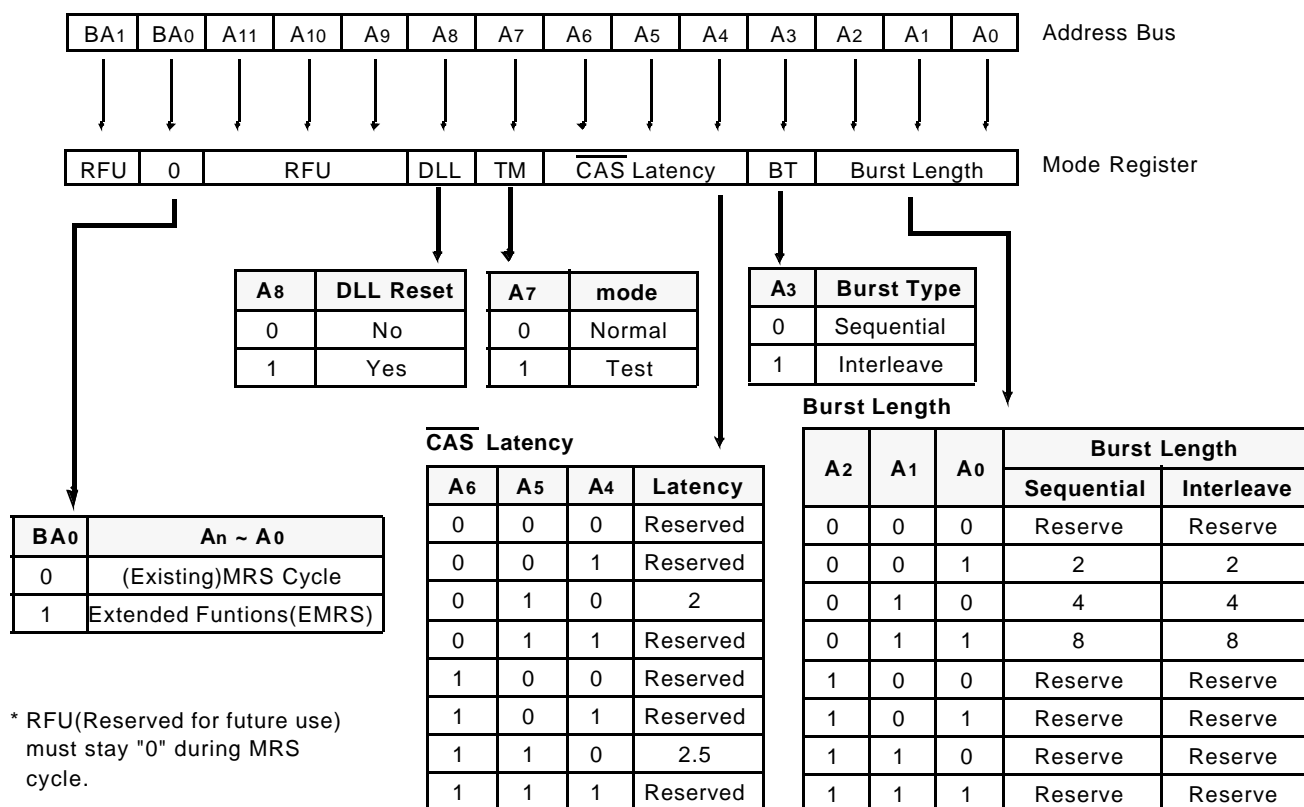 BA1 BA0 A11 A10 A9 A8 A7 A6 A5 A4 A3 A2 A1 A0 Address Bus
RFU 0 RFU DLL TM CAS Latency BT Burst Length Mode Register
A8 DLL Reset
0 No
1 Yes
A7 mode
0 Normal
1 Test
A3 Burst Type
0 Sequential
1 Interleave
BA0 An ~ A0
0 (Existing)MRS Cycle
1 Extended Funtions(EMRS)
* RFU(Reserved for future use)
must stay "0" during MRS
cycle.
CAS Latency
A6 A5 A4 Latency
0 0 0 Reserved
0 0 1 Reserved
0 1 0 2
0 1 1 Reserved
1 0 0 Reserved
1 0 1 Reserved
1 1 0 2.5
1 1 1 Reserved
Burst Length
A2 A1 A0 Burst Length
Sequential Interleave
0 0 0 Reserve Reserve
0 0 1 2 2
0 1 0 4 4
0 1 1 8 8
1 0 0 Reserve Reserve
1 0 1 Reserve Reserve
1 1 0 Reserve Reserve
1 1 1 Reserve Reserve